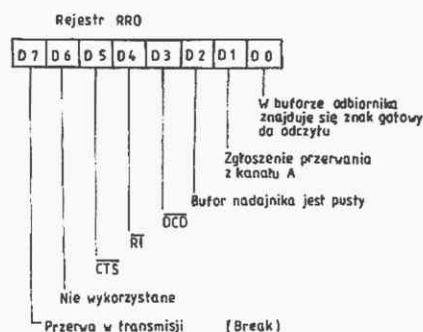 Rejestr RR0
D7 D6 D5 D4 D3 D2 D1 D0
W buforze odbiornika
znajduje się znak gotowy
do odczytu
Zgłoszenie przerwania
z kanału A
Bufor nadajnika jest pusty
DCD
RI
CTS
Nie wykorzystane
Przerwa w transmisji (Break)